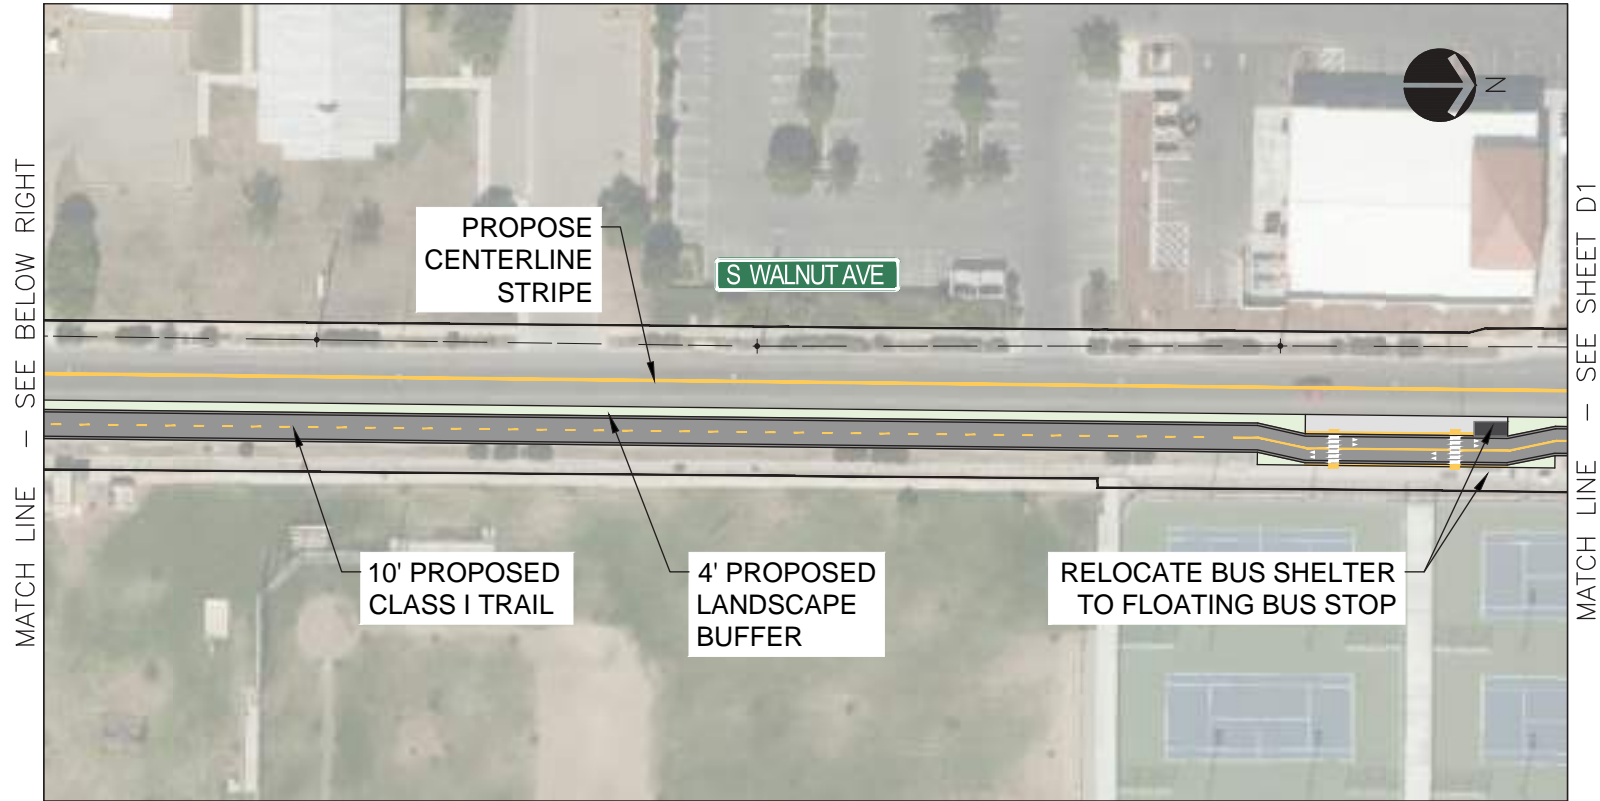 N
PROPOSE
CENTERLINE
STRIPE
S WALNUT AVE
MATCH LINE – SEE BELOW RIGHT
MATCH LINE – SEE SHEET D1
10' PROPOSED
CLASS I TRAIL
4' PROPOSED
LANDSCAPE
BUFFER
RELOCATE BUS SHELTER
TO FLOATING BUS STOP